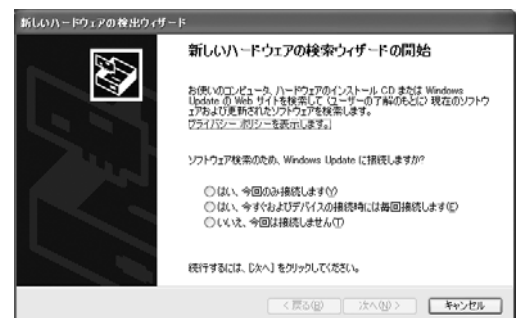 新しいハードウェアの検出ウィザード
新しいハードウェアの検索ウィザードの開始
お使いのコンピュータ、ハードウェアのインストール CD または Windows
Update の Web サイトを検索して (ユーザーの了解のもとに) 現在のソフトウ
ェアおよび更新されたソフトウェアを検索します。
プライバシー ポリシーを表示します。
ソフトウェア検索のため、Windows Update に接続しますか?
はい、今回のみ接続します(Y)
はい、今すぐおよびデバイスの接続時には毎回接続します(E)
いいえ、今回は接続しません(T)
続行するには、[次へ] をクリックしてください。
< 戻る(B) 次へ(N) > キャンセル